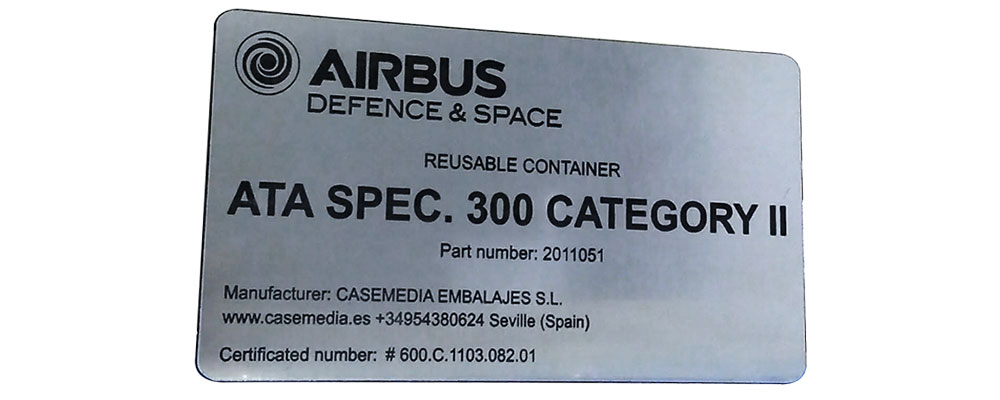 AIRBUS
DEFENCE & SPACE
REUSABLE CONTAINER
ATA SPEC. 300 CATEGORY II
Part number: 2011051
Manufacturer: CASEMEDIA EMBALAJES S.L.
www.casemedia.es +34954380624 Seville (Spain)
Certificated number: # 600.C.1103.082.01